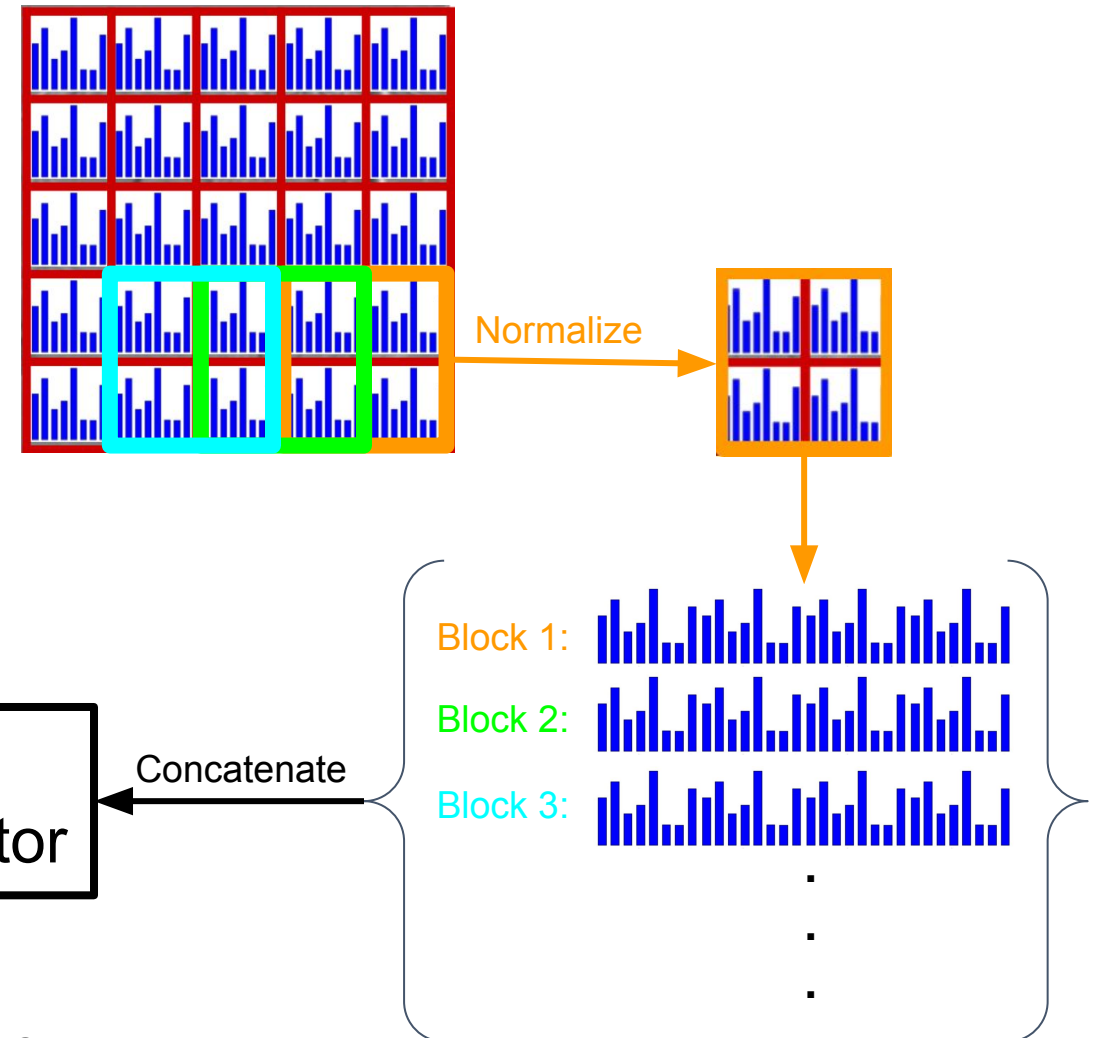 Normalize
Block 1:
Block 2:
Concatenate
Block 3:
tor
.
.
.